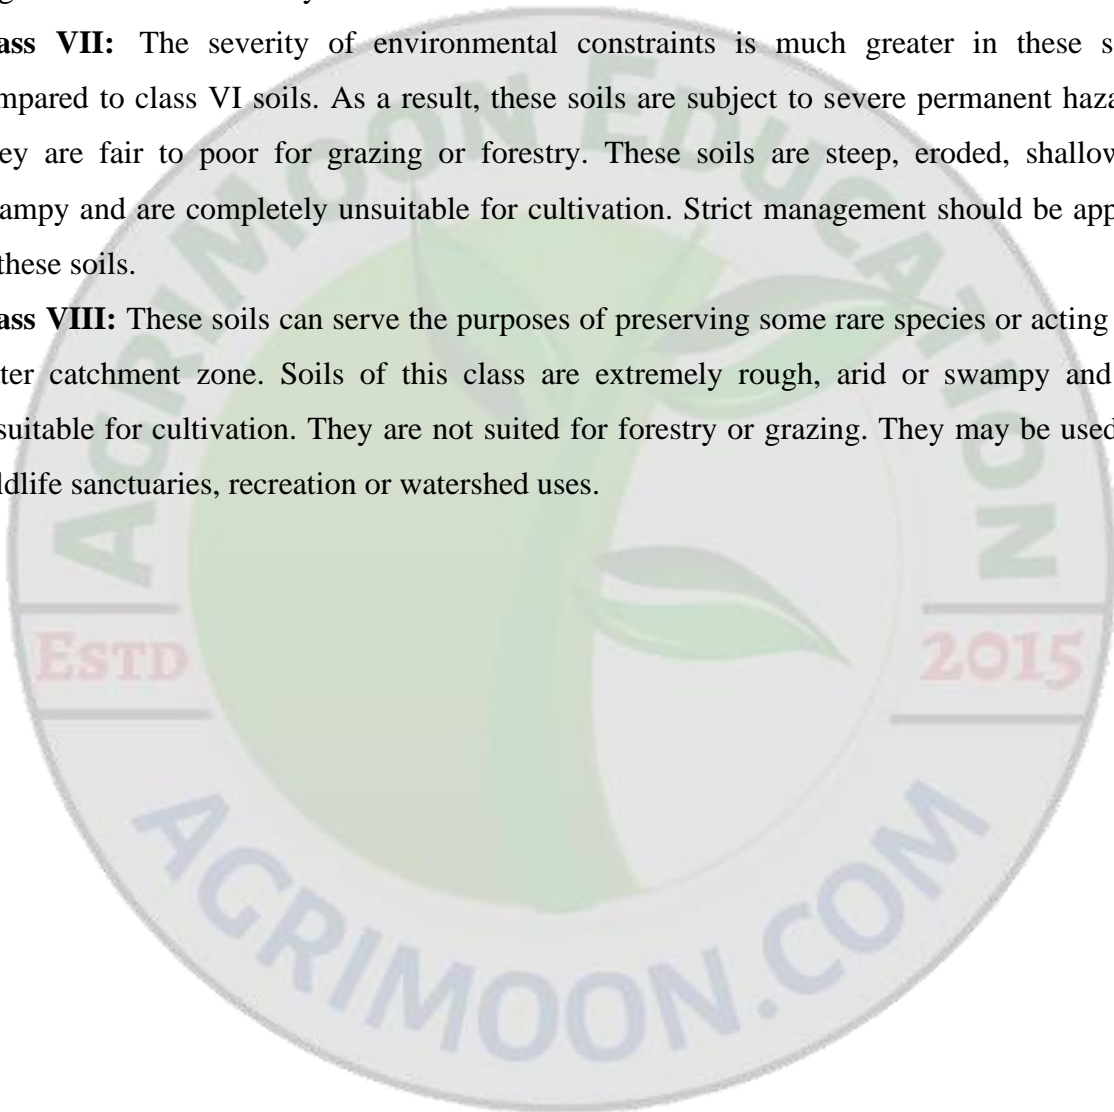 ass VII: The severity of environmental constraints is much greater in these s
mpared to class VI soils. As a result, these soils are subject to severe permanent haza
ey are fair to poor for grazing or forestry. These soils are steep, eroded, shallow
ampy and are completely unsuitable for cultivation. Strict management should be app
these soils.
ass VIII: These soils can serve the purposes of preserving some rare species or acting
ter catchment zone. Soils of this class are extremely rough, arid or swampy and
suitable for cultivation. They are not suited for forestry or grazing. They may be used
ldlife sanctuaries, recreation or watershed uses.
AGRIMOON EDUCATION
ESTD 2015
AGRIMOON.COM